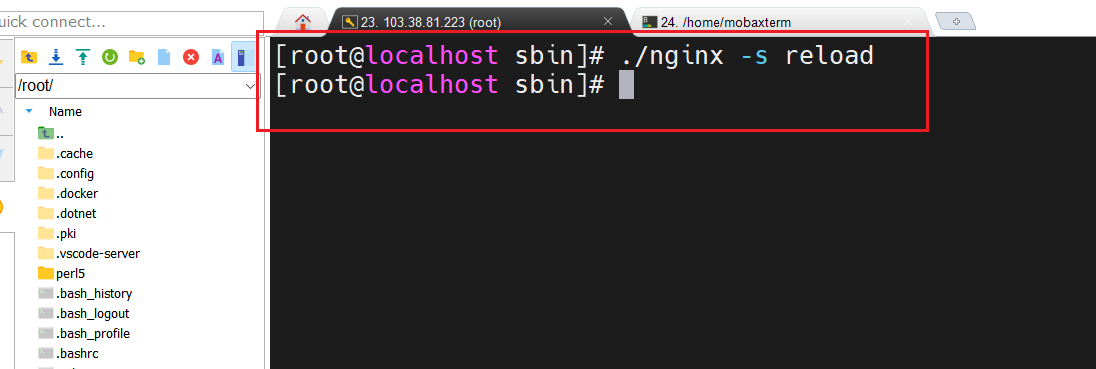 uick connect...
23. 103.38.81.223 (root)
24. /home/mobaxterm
/root/
Name
..
.cache
.config
.docker
.dotnet
.pki
.vscode-server
perl5
.bash_history
.bash_logout
.bash_profile
.bashrc
[root@localhost sbin]# ./nginx -s reload
[root@localhost sbin]#